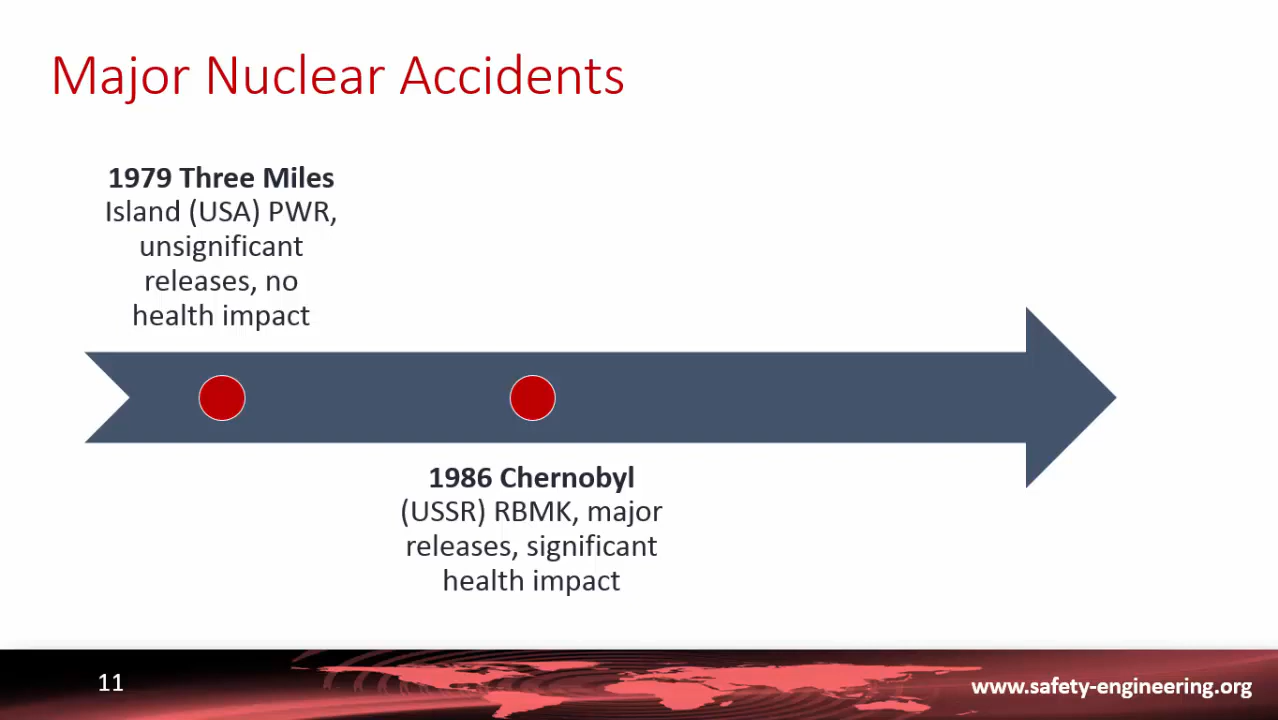 Major Nuclear Accidents
1979 Three Miles
Island (USA) PWR,
unsignificant
releases, no
health impact
1986 Chernobyl
(USSR) RBMK, major
releases, significant
health impact
11
www.safety-engineering.org